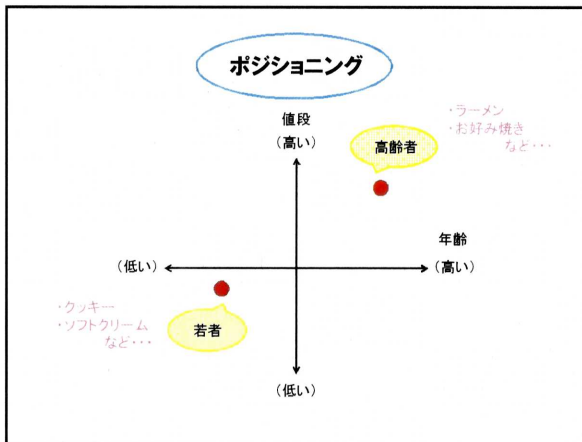 ポジショニング
値段
(高い)
・ラーメン
・お好み焼き
など・・・
高齢者
年齢
(低い)
(高い)
・クッキー
・ソフトクリーム
など・・・
若者
(低い)